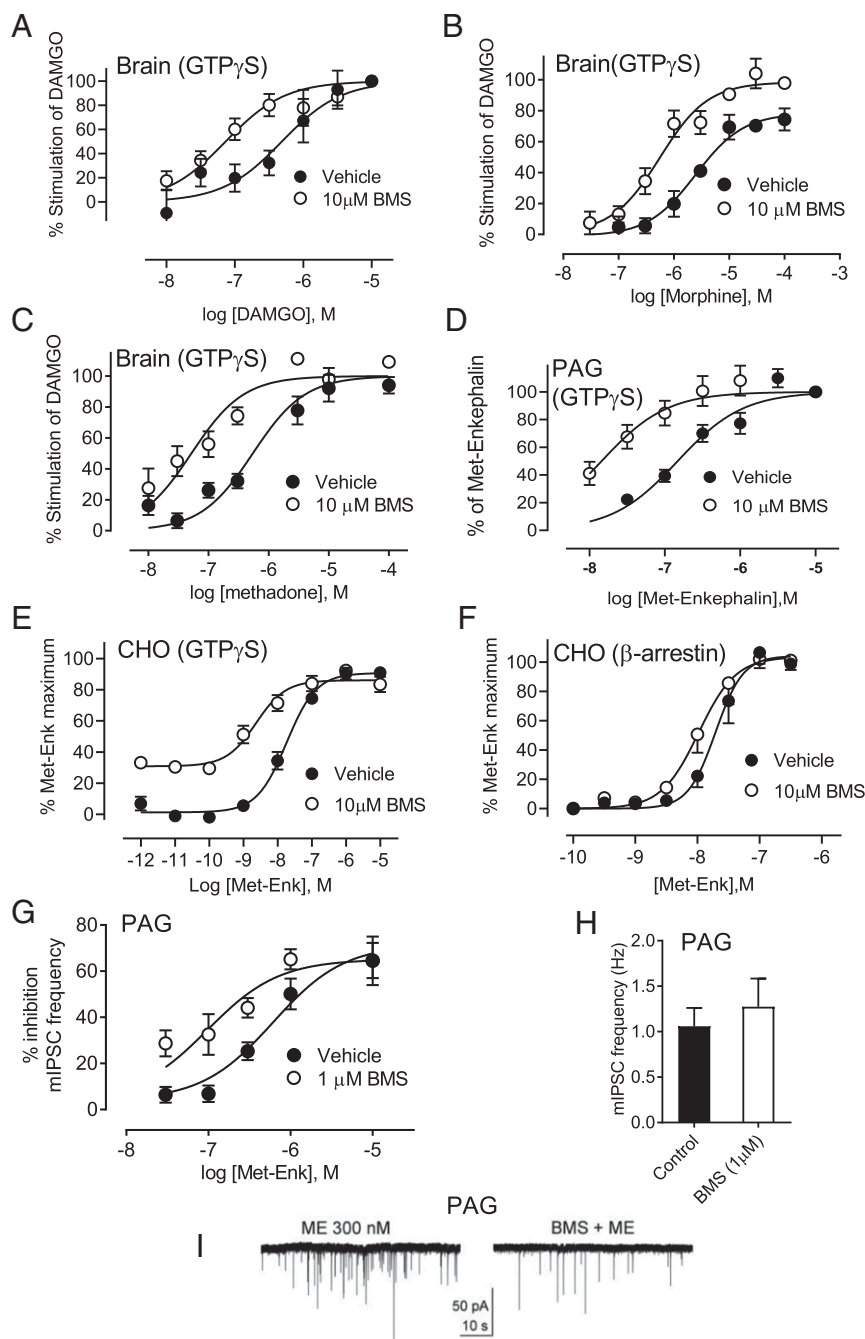 A
Brain (GTPγS)
% Stimulation of DAMGO
100
80
60
40
20
0
Vehicle
10μM BMS
-8 -7 -6 -5
log [DAMGO], M
B
Brain(GTPγS)
% Stimulation of DAMGO
100
80
60
40
20
0
Vehicle
10 μM BMS
-8 -7 -6 -5 -4 -3
log [Morphine], M
C
Brain (GTPγS)
% Stimulation of DAMGO
100
80
60
40
20
0
Vehicle
10 μM BMS
-8 -7 -6 -5 -4
log [methadone], M
D
PAG
(GTPγS)
% of Met-Enkephalin
100
80
60
40
20
0
Vehicle
10 μM BMS
-8 -7 -6 -6 -5
log [Met-Enkephalin],M
E
CHO (GTPγS)
% Met-Enk maximum
100
80
60
40
20
0
Vehicle
10μM BMS
-12 -11 -10 -9 -8 -7 -6 -5
Log [Met-Enk], M
F
CHO (β-arrestin)
% Met-Enk maximum
100
80
60
40
20
0
Vehicle
10μM BMS
-10 -9 -8 -7 -6
[Met-Enk],M
G
PAG
% inhibition
mIPSC frequency
80
60
40
20
0
Vehicle
1 μM BMS
-8 -7 -6 -5
log [Met-Enk], M
H
PAG
mIPSC frequency (Hz)
2.0
1.5
1.0
0.5
0.0
Control
BMS (1μM)
I
PAG
ME 300 nM
BMS + ME
50 pA
10 s